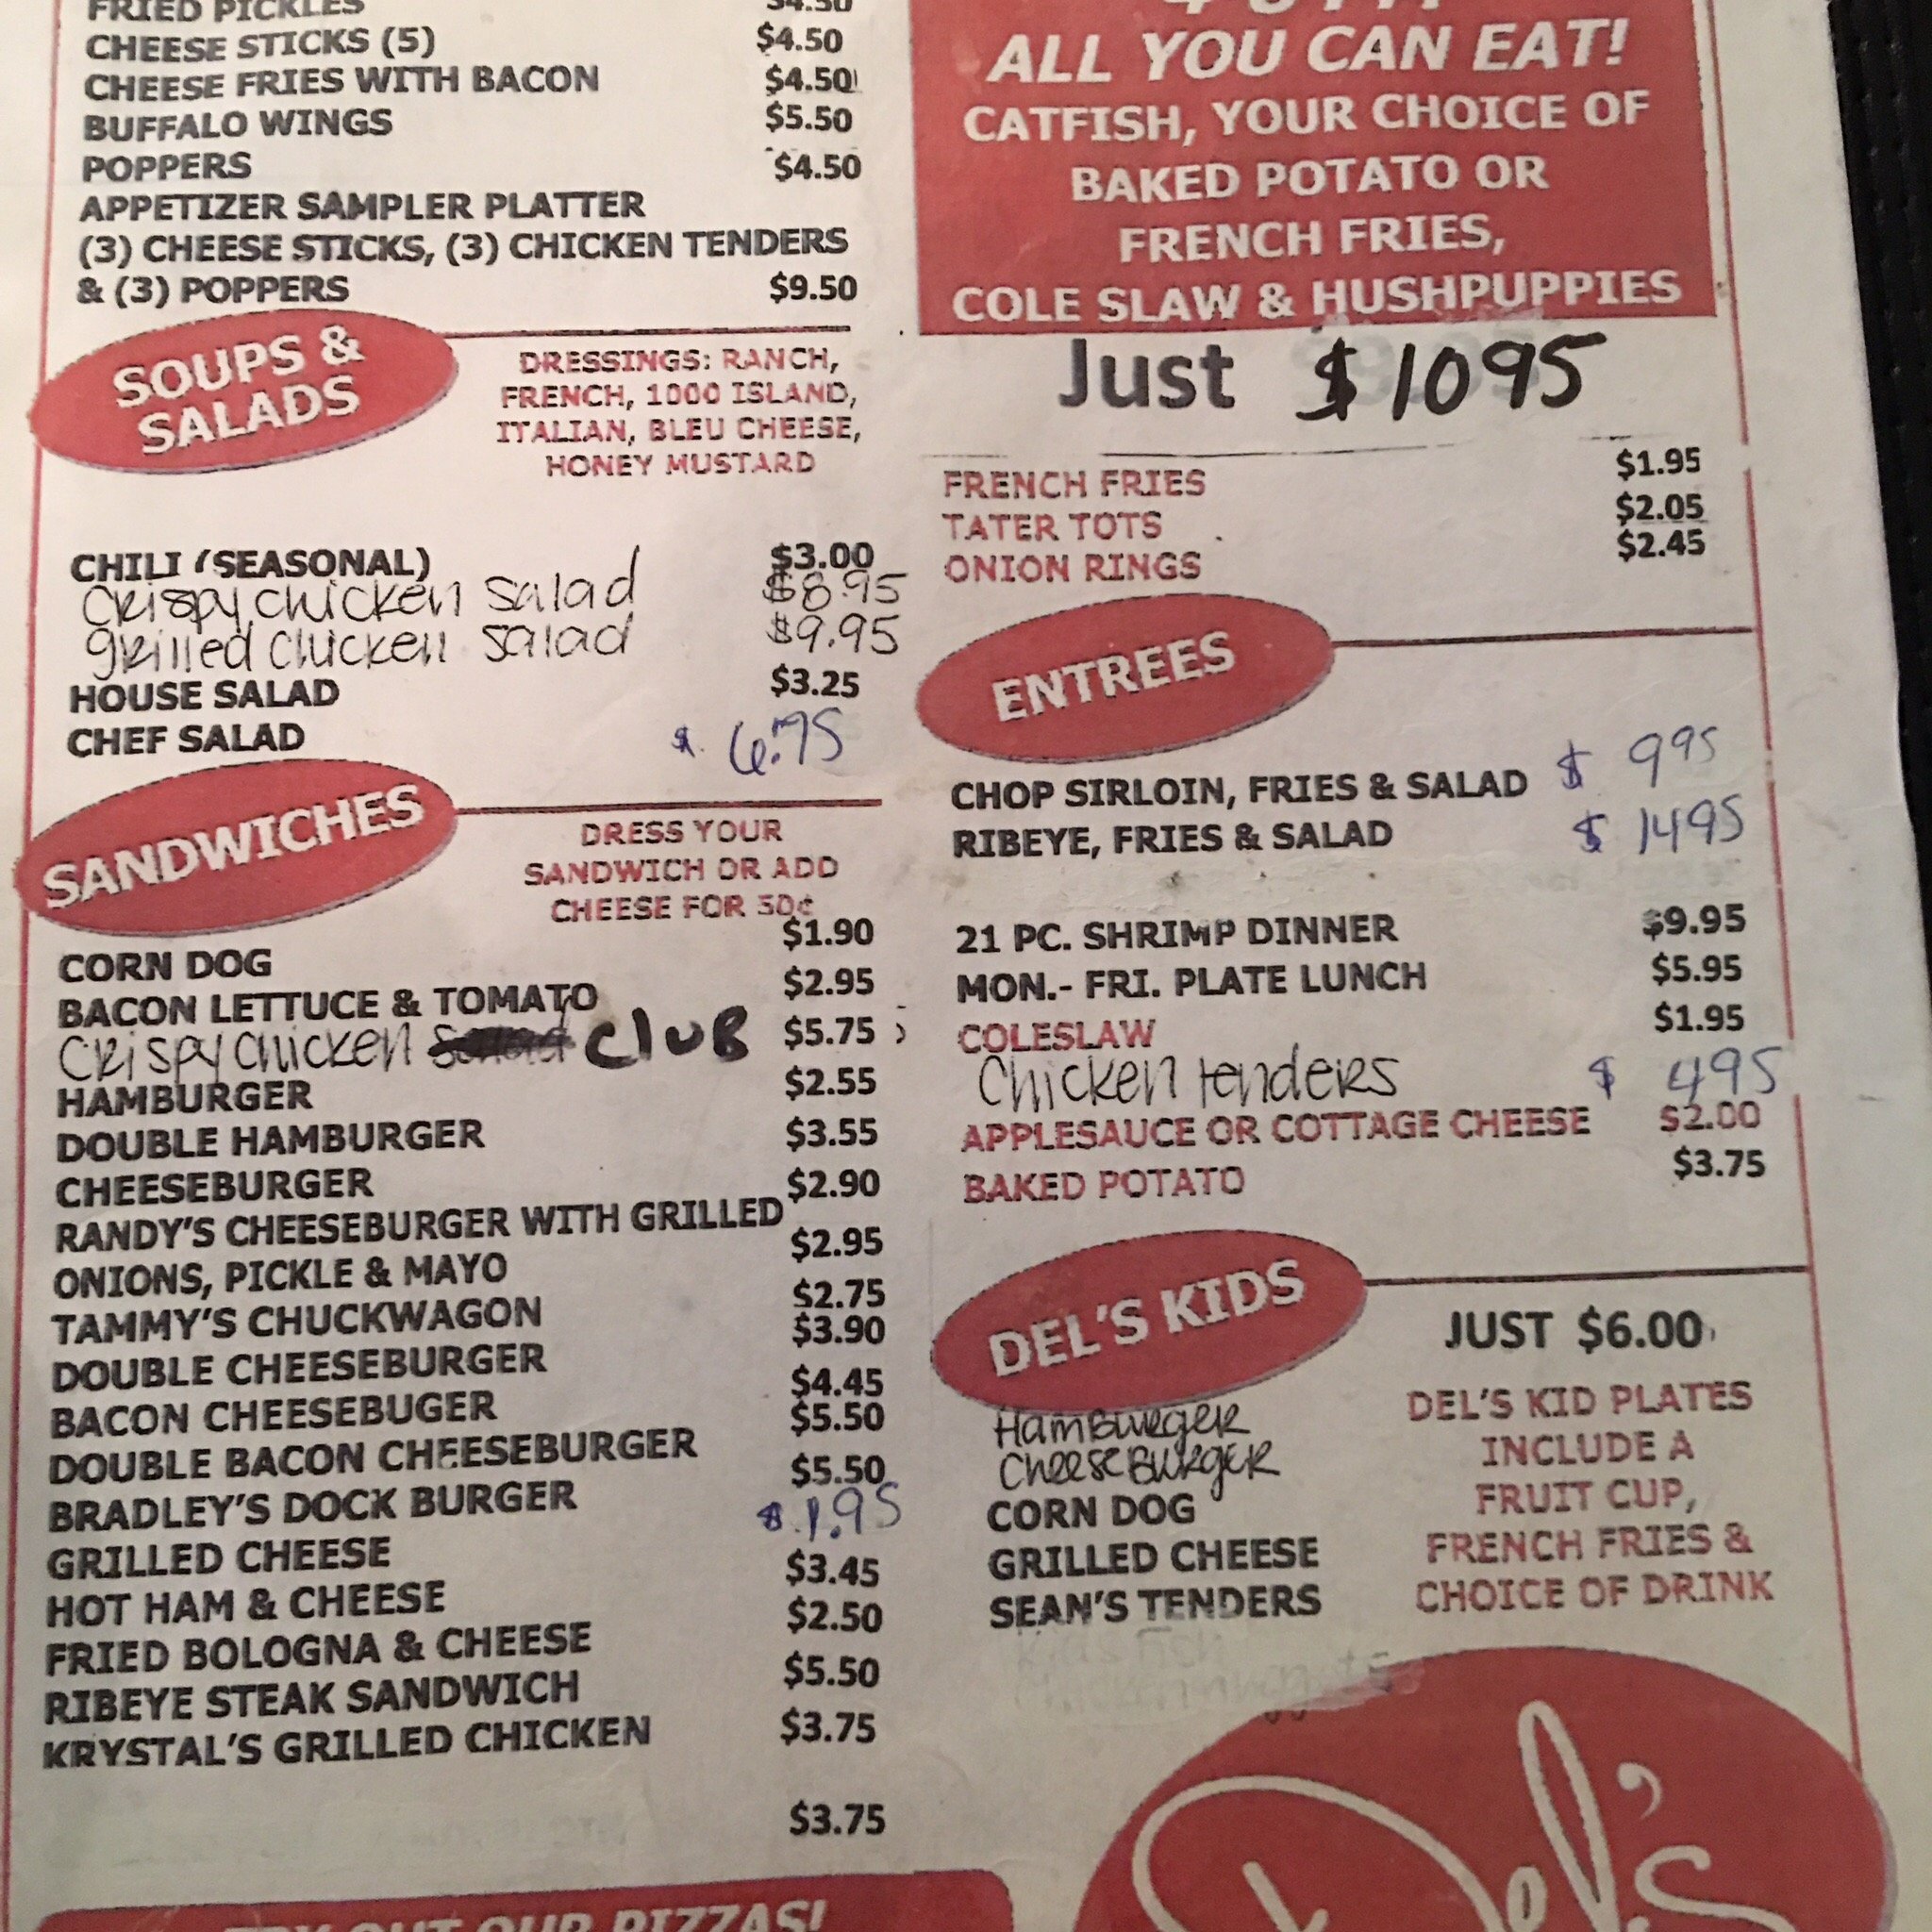 FRIED PICKLES $4.50
CHEESE STICKS (5) $4.50
CHEESE FRIES WITH BACON $4.50
BUFFALO WINGS $5.50
POPPERS $4.50
APPETIZER SAMPLER PLATTER
(3) CHEESE STICKS, (3) CHICKEN TENDERS
& (3) POPPERS $9.50
SOUPS &
SALADS
DRESSINGS: RANCH,
FRENCH, 1000 ISLAND,
ITALIAN, BLEU CHEESE,
HONEY MUSTARD
CHILI (SEASONAL) $3.00
Crispy chicken salad $8.95
grilled chicken salad $9.95
HOUSE SALAD $3.25
CHEF SALAD $6.75
SANDWICHES
DRESS YOUR
SANDWICH OR ADD
CHEESE FOR 50¢
CORN DOG $1.90
BACON LETTUCE & TOMATO $2.95
Crispy chicken CluB $5.75
HAMBURGER $2.55
DOUBLE HAMBURGER $3.55
CHEESEBURGER $2.90
RANDY'S CHEESEBURGER WITH GRILLED
ONIONS, PICKLE & MAYO $2.95
TAMMY'S CHUCKWAGON $2.75
DOUBLE CHEESEBURGER $3.90
BACON CHEESEBUGER $4.45
DOUBLE BACON CHEESEBURGER $5.50
BRADLEY'S DOCK BURGER $5.50
GRILLED CHEESE $1.95
HOT HAM & CHEESE $3.45
FRIED BOLOGNA & CHEESE $2.50
RIBEYE STEAK SANDWICH $5.50
KRYSTAL'S GRILLED CHICKEN $3.75
$3.75
TRY OUT OUR PIZZAS!
ALL YOU CAN EAT!
CATFISH, YOUR CHOICE OF
BAKED POTATO OR
FRENCH FRIES,
COLE SLAW & HUSHPUPPIES
Just $1095
FRENCH FRIES $1.95
TATER TOTS $2.05
ONION RINGS $2.45
ENTREES
CHOP SIRLOIN, FRIES & SALAD $995
RIBEYE, FRIES & SALAD $1495
21 PC. SHRIMP DINNER $9.95
MON.- FRI. PLATE LUNCH $5.95
COLESLAW $1.95
Chicken tenders $495
APPLESAUCE OR COTTAGE CHEESE $2.00
BAKED POTATO $3.75
DEL'S KIDS
JUST $6.00
HamBurger
CheeseBurger
CORN DOG
GRILLED CHEESE
SEAN'S TENDERS
Kids Fish
DEL'S KID PLATES
INCLUDE A
FRUIT CUP,
FRENCH FRIES &
CHOICE OF DRINK
Del's